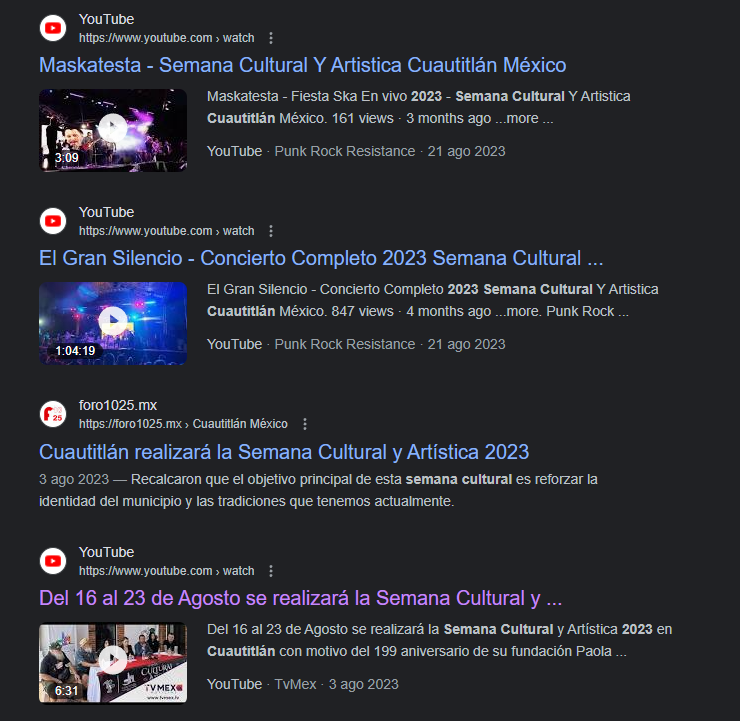 YouTube
https://www.youtube.com › watch
Maskatesta - Semana Cultural Y Artistica Cuautitlán México
Maskatesta - Fiesta Ska En vivo 2023 - Semana Cultural Y Artistica
Cuautitlán México. 161 views · 3 months ago ...more ...
3:09
YouTube · Punk Rock Resistance · 21 ago 2023
YouTube
https://www.youtube.com › watch
El Gran Silencio - Concierto Completo 2023 Semana Cultural ...
El Gran Silencio - Concierto Completo 2023 Semana Cultural Y Artistica
Cuautitlán México. 847 views · 4 months ago ...more. Punk Rock ...
1:04:19
YouTube · Punk Rock Resistance · 21 ago 2023
25
foro1025.mx
https://foro1025.mx › Cuautitlán México
Cuautitlán realizará la Semana Cultural y Artística 2023
3 ago 2023 — Recalcaron que el objetivo principal de esta semana cultural es reforzar la
identidad del municipio y las tradiciones que tenemos actualmente.
YouTube
https://www.youtube.com › watch
Del 16 al 23 de Agosto se realizará la Semana Cultural y ...
Del 16 al 23 de Agosto se realizará la Semana Cultural y Artística 2023 en
Cuautitlán con motivo del 199 aniversario de su fundación Paola ...
CULTURAL
TVMEX
6:31
YouTube · TvMex · 3 ago 2023